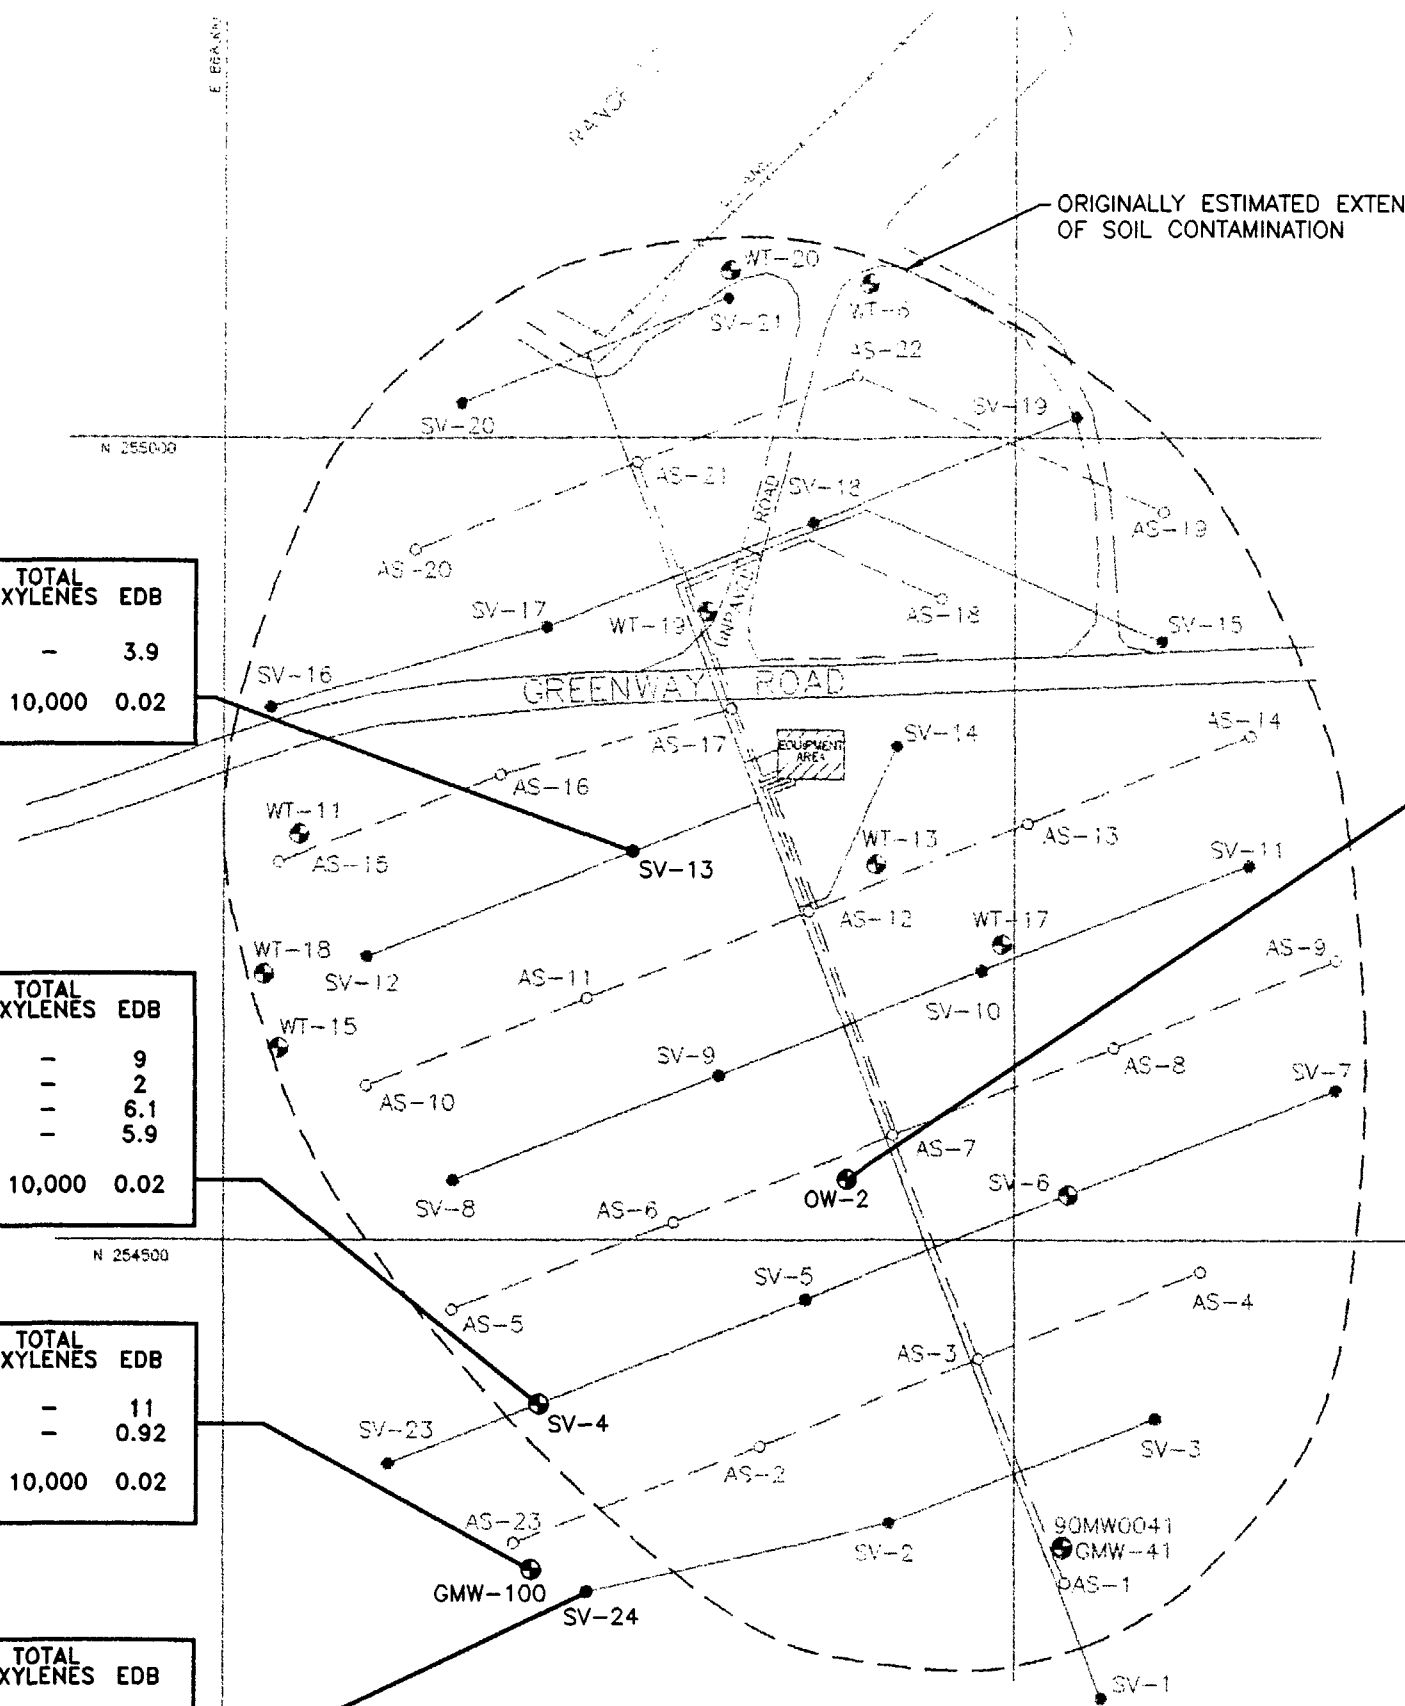 RANGE
ORIGINALLY ESTIMATED EXTEN
OF SOIL CONTAMINATION
WT-20
SV-21
WT-6
AS-22
SV-20
SV-19
N 255000
AS-21
SV-18
ROAD
AS-19
AS-20
(UNPAVED
SV-17
WT-19
AS-18
SV-15
SV-16
GREENWAY ROAD
AS-17
EQUIPMENT
AREA
SV-14
AS-14
AS-16
WT-11
AS-15
SV-13
WT-13
AS-13
SV-11
AS-12
WT-17
AS-9
WT-18
SV-12
AS-11
SV-10
WT-15
SV-9
AS-8
SV-7
AS-10
AS-7
SV-8
AS-6
OW-2
SV-6
N 254500
SV-5
AS-5
AS-4
AS-3
SV-23
SV-4
SV-3
AS-2
AS-23
SV-2
90MW0041
GMW-41
AS-1
GMW-100
SV-24
SV-1
TOTAL
XYLENES EDB
- 3.9
10,000 0.02
TOTAL
XYLENES EDB
- 9
- 2
- 6.1
- 5.9
10,000 0.02
TOTAL
XYLENES EDB
- 11
- 0.92
10,000 0.02
TOTAL
XYLENES EDB